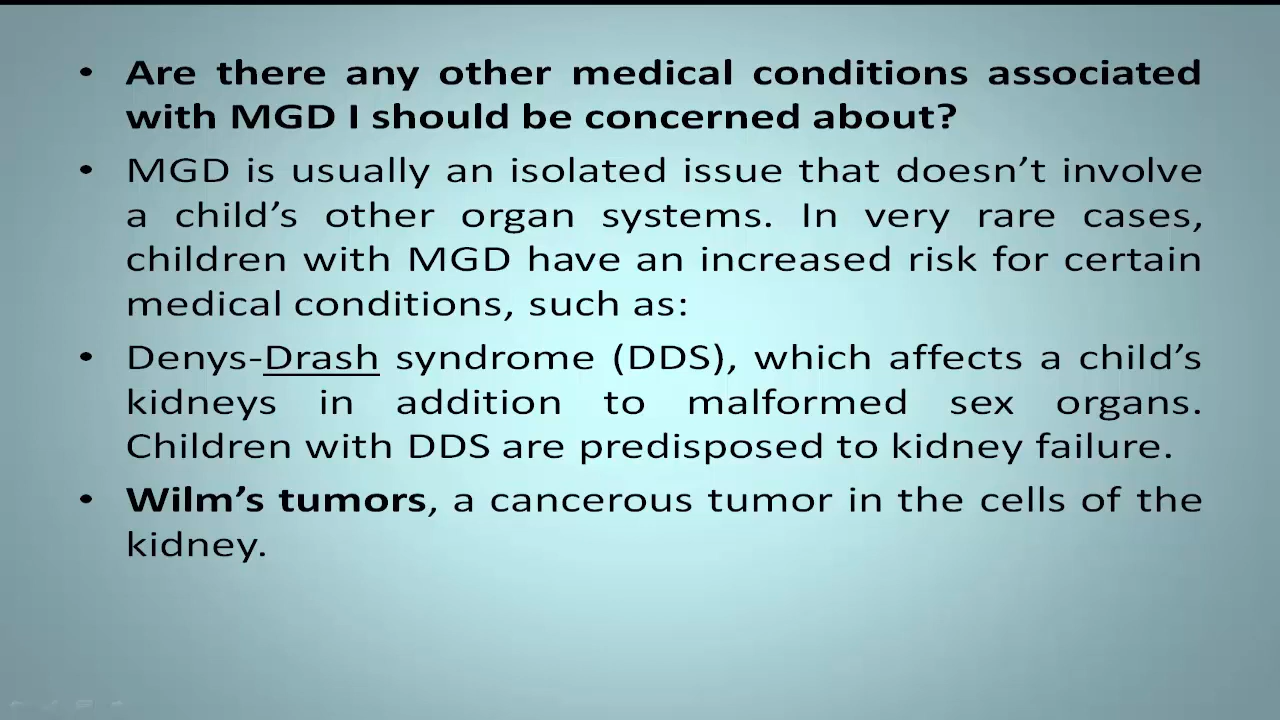 • Are there any other medical conditions associated
with MGD I should be concerned about?
• MGD is usually an isolated issue that doesn’t involve
a child’s other organ systems. In very rare cases,
children with MGD have an increased risk for certain
medical conditions, such as:
• Denys-Drash syndrome (DDS), which affects a child’s
kidneys in addition to malformed sex organs.
Children with DDS are predisposed to kidney failure.
• Wilm’s tumors, a cancerous tumor in the cells of the
kidney.